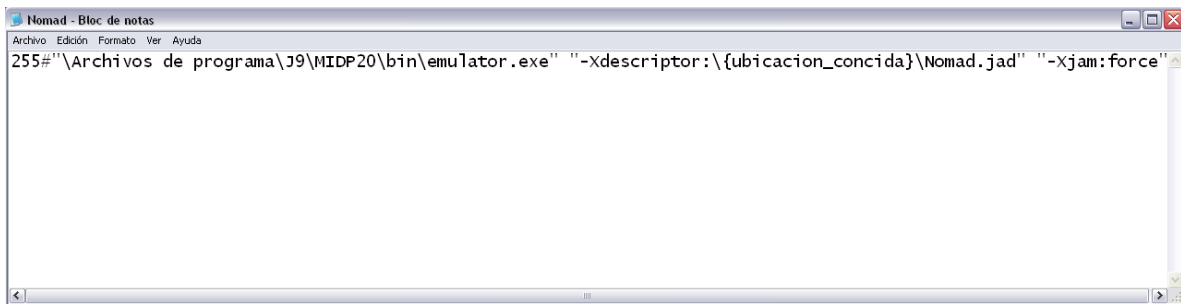 Nomad - Bloc de notas
Archivo Edición Formato Ver Ayuda
255#"\Archivos de programa\J9\MIDP20\bin\emulator.exe" "-Xdescriptor:\{ubicacion_concida}\Nomad.jad" "-Xjam:force"